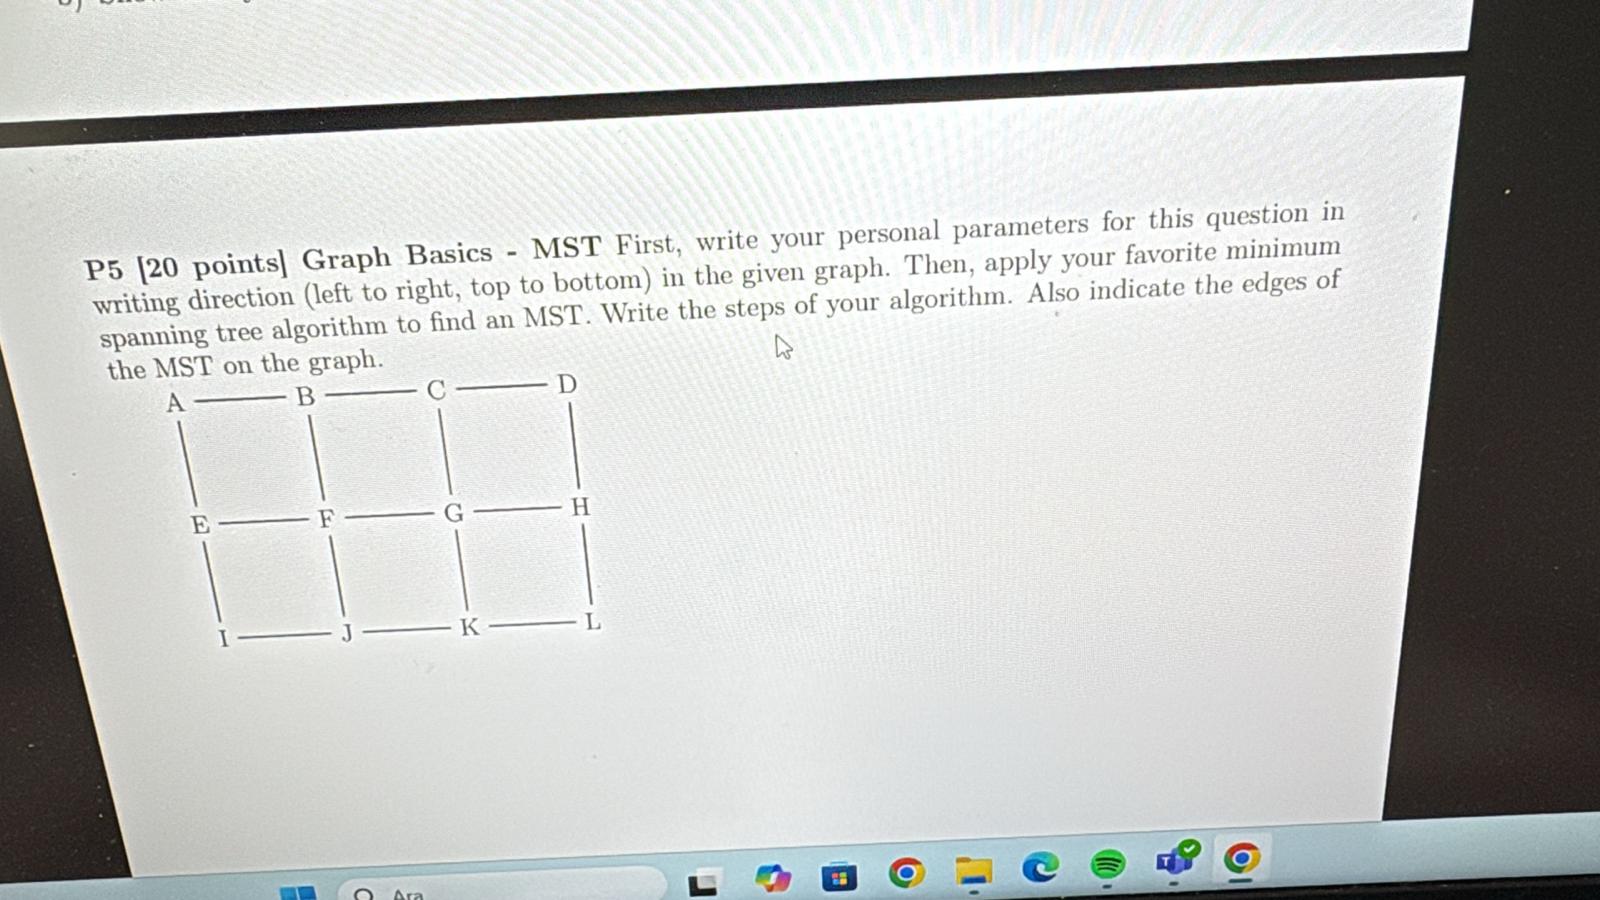 P5 [20 points] Graph Basics - MST First, write your personal parameters for this question in
writing direction (left to right, top to bottom) in the given graph. Then, apply your favorite minimum
spanning tree algorithm to find an MST. Write the steps of your algorithm. Also indicate the edges of
the MST on the graph.
A B C D
E F G H
I J K L
Ara